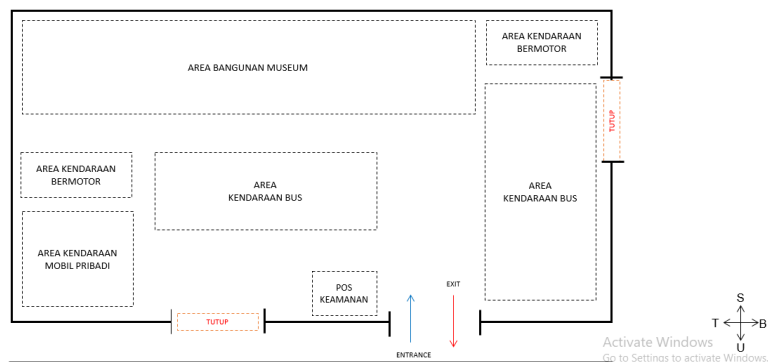 AREA KENDARAAN
BERMOTOR
AREA BANGUNAN MUSEUM
TUTUP
AREA KENDARAAN
BERMOTOR
AREA
KENDARAAN BUS
AREA
KENDARAAN BUS
AREA KENDARAAN
MOBIL PRIBADI
POS
KEAMANAN
EXIT
TUTUP
ENTRANCE
S
T
B
U
Activate Windows
Go to Settings to activate Windows.